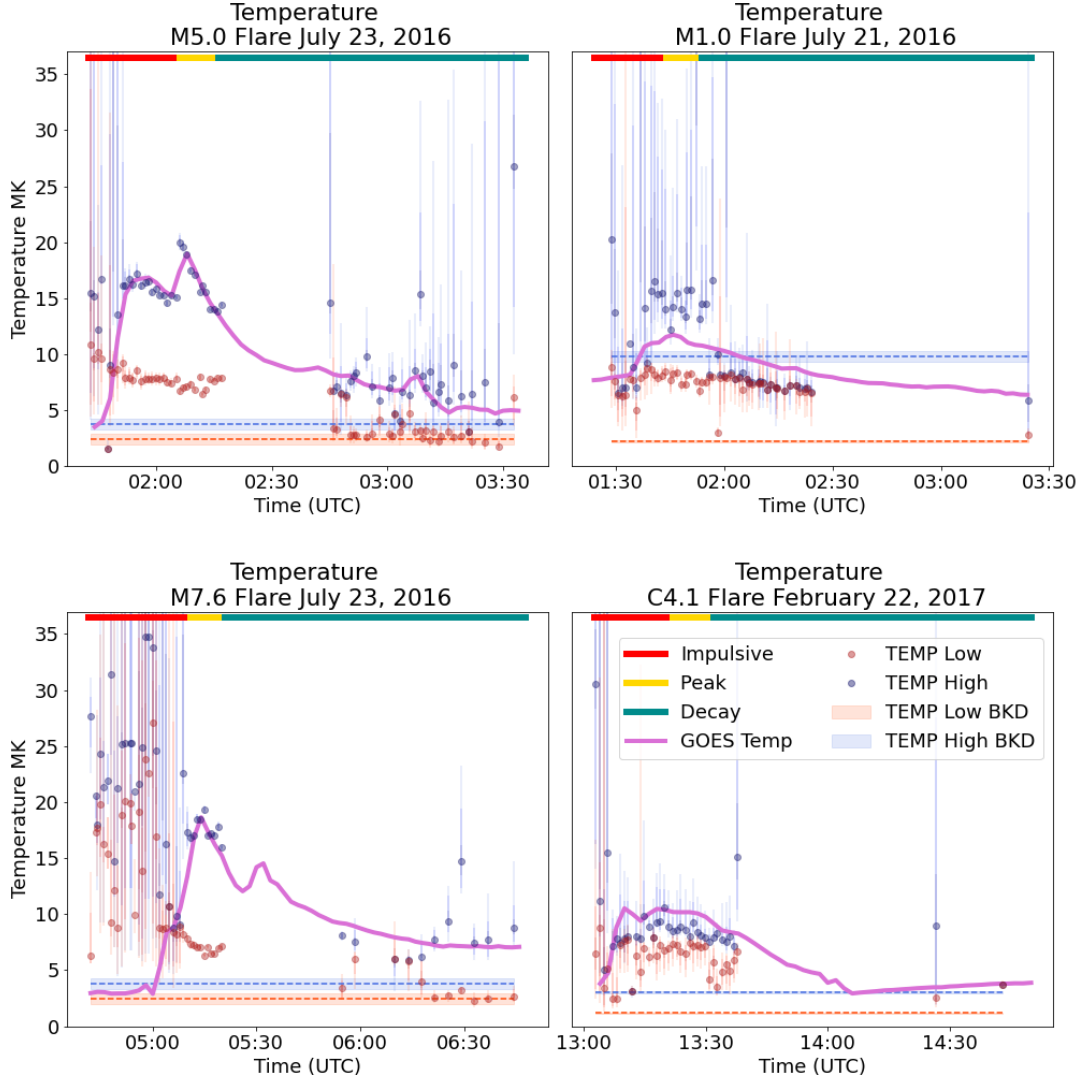 Temperature
M5.0 Flare July 23, 2016
Temperature MK
35
30
25
20
15
10
5
0
02:00
02:30
03:00
03:30
Time (UTC)
Temperature
M1.0 Flare July 21, 2016
01:30
02:00
02:30
03:00
03:30
Time (UTC)
Temperature
M7.6 Flare July 23, 2016
Temperature MK
35
30
25
20
15
10
5
0
05:00
05:30
06:00
06:30
Time (UTC)
Temperature
C4.1 Flare February 22, 2017
Impulsive
Peak
Decay
GOES Temp
TEMP Low
TEMP High
TEMP Low BKD
TEMP High BKD
13:00
13:30
14:00
14:30
Time (UTC)